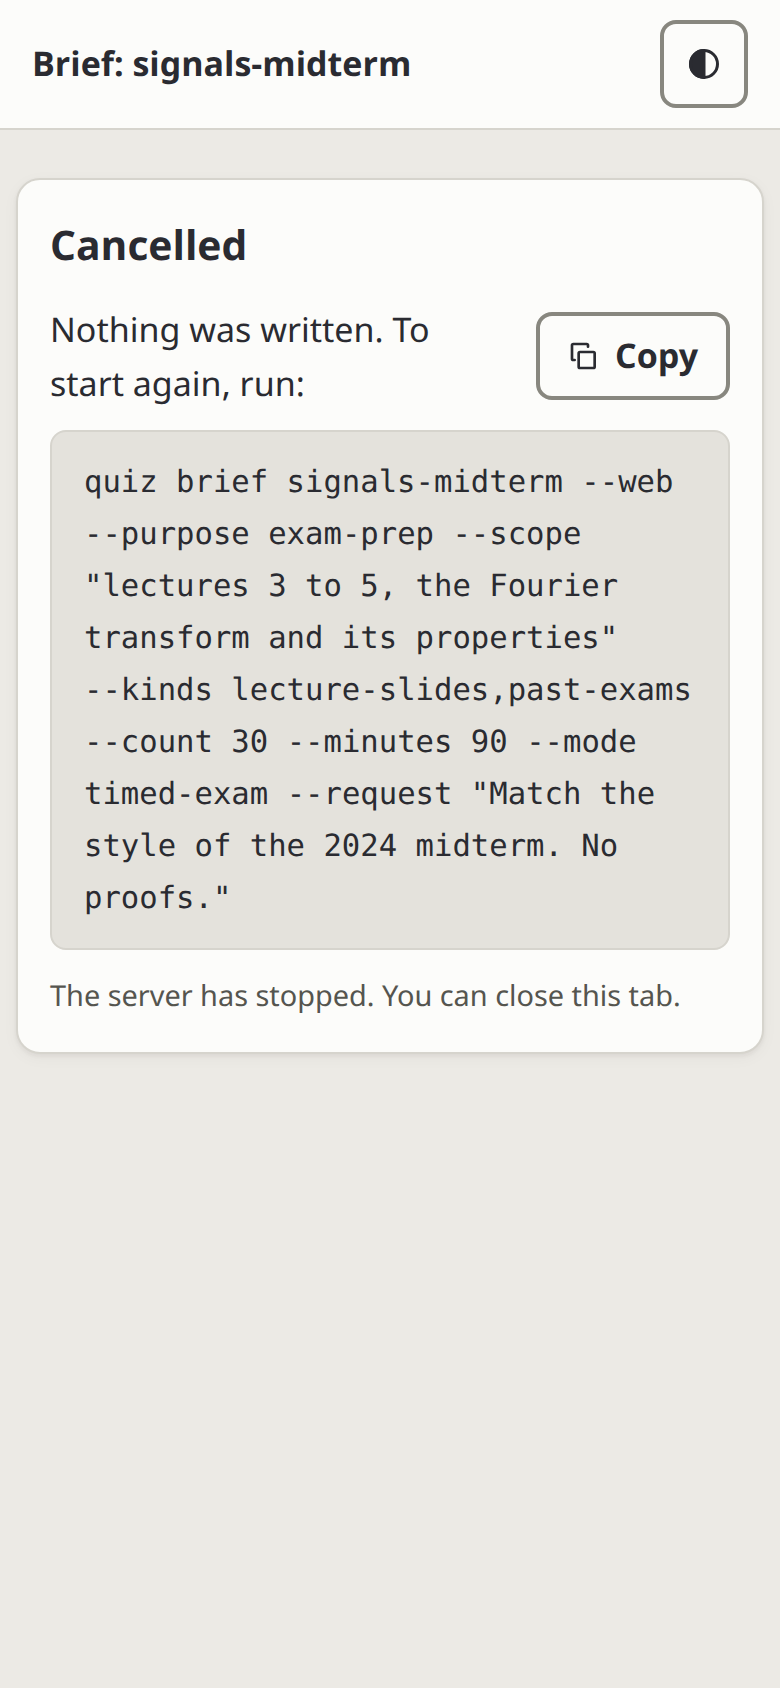 Brief: signals-midterm
Cancelled
Nothing was written. To
start again, run:
Copy
quiz brief signals-midterm --web
--purpose exam-prep --scope
"lectures 3 to 5, the Fourier
transform and its properties"
--kinds lecture-slides,past-exams
--count 30 --minutes 90 --mode
timed-exam --request "Match the
style of the 2024 midterm. No
proofs."
The server has stopped. You can close this tab.